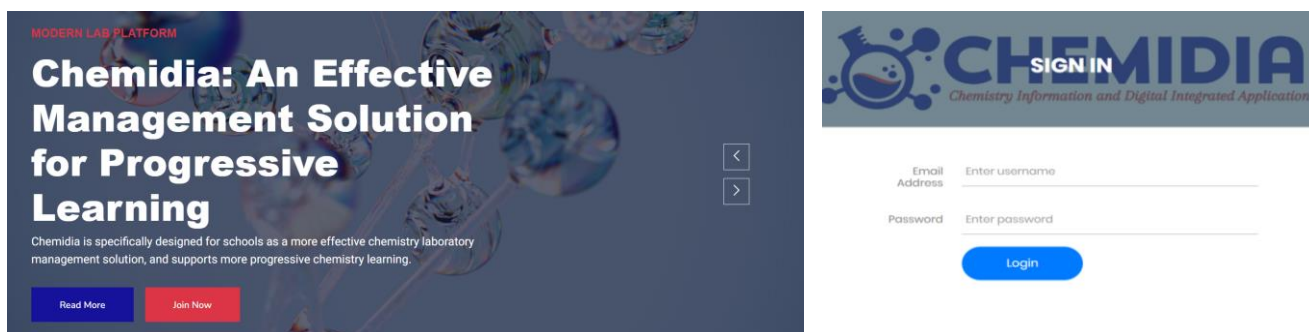 MODERN LAB PLATFORM
Chemidia: An Effective
Management Solution
for Progressive
Learning
Chemidia is specifically designed for schools as a more effective chemistry laboratory
management solution, and supports more progressive chemistry learning.
Read More
Join Now
CHEMIDIA
SIGN IN
Chemistry Information and Digital Integrated Application
Email
Address
Enter username
Password
Enter password
Login